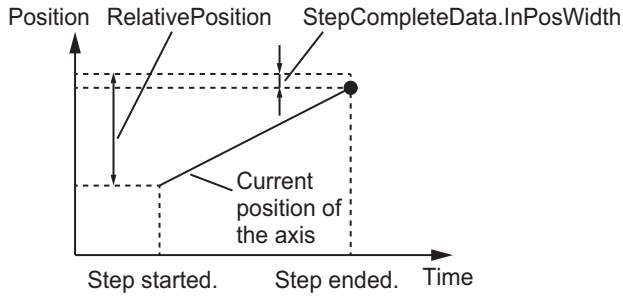 Position RelativePosition StepCompleteData.InPosWidth
Current
position of
the axis
Step started. Step ended. Time